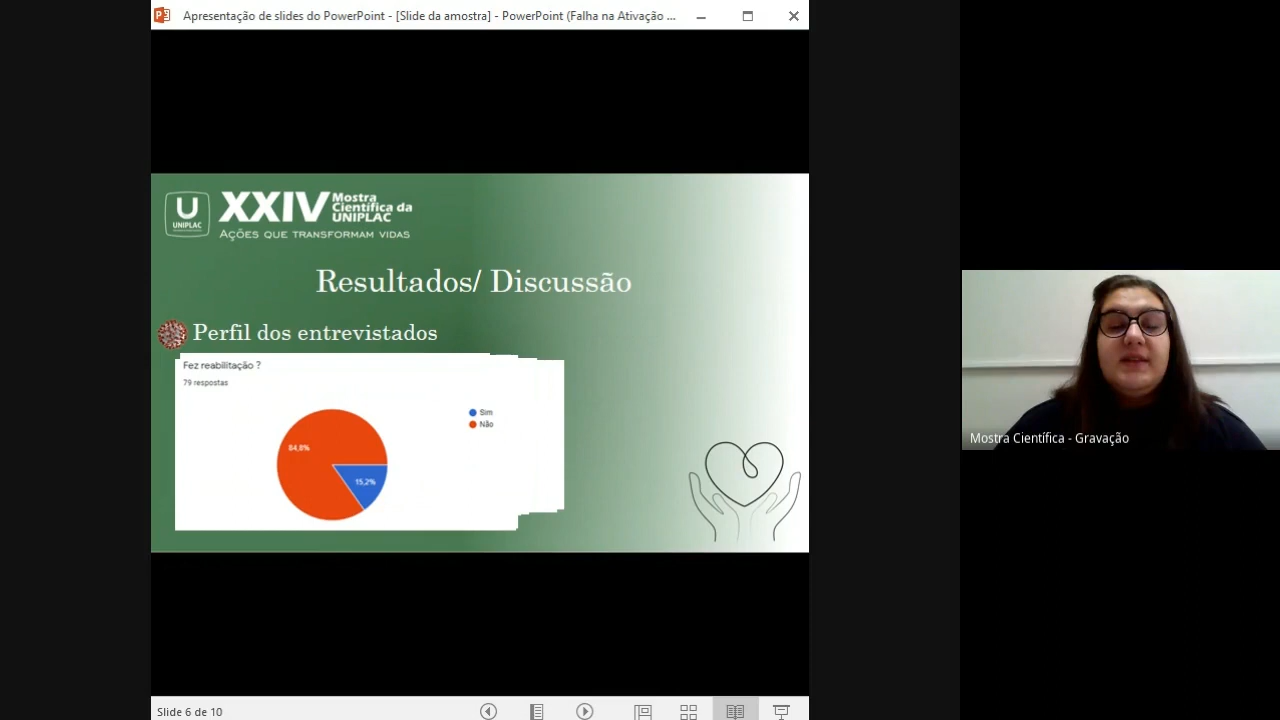 Apresentação de slides do PowerPoint - [Slide da amostra] - PowerPoint (Falha na Ativação ...
U
UNIPLAC
XXIV Mostra
Científica da
UNIPLAC
AÇÕES QUE TRANSFORMAM VIDAS
Resultados/ Discussão
Perfil dos entrevistados
Fez reabilitação ?
79 respostas
Sim
Não
84,8%
15,2%
Mostra Científica - Gravação
Slide 6 de 10